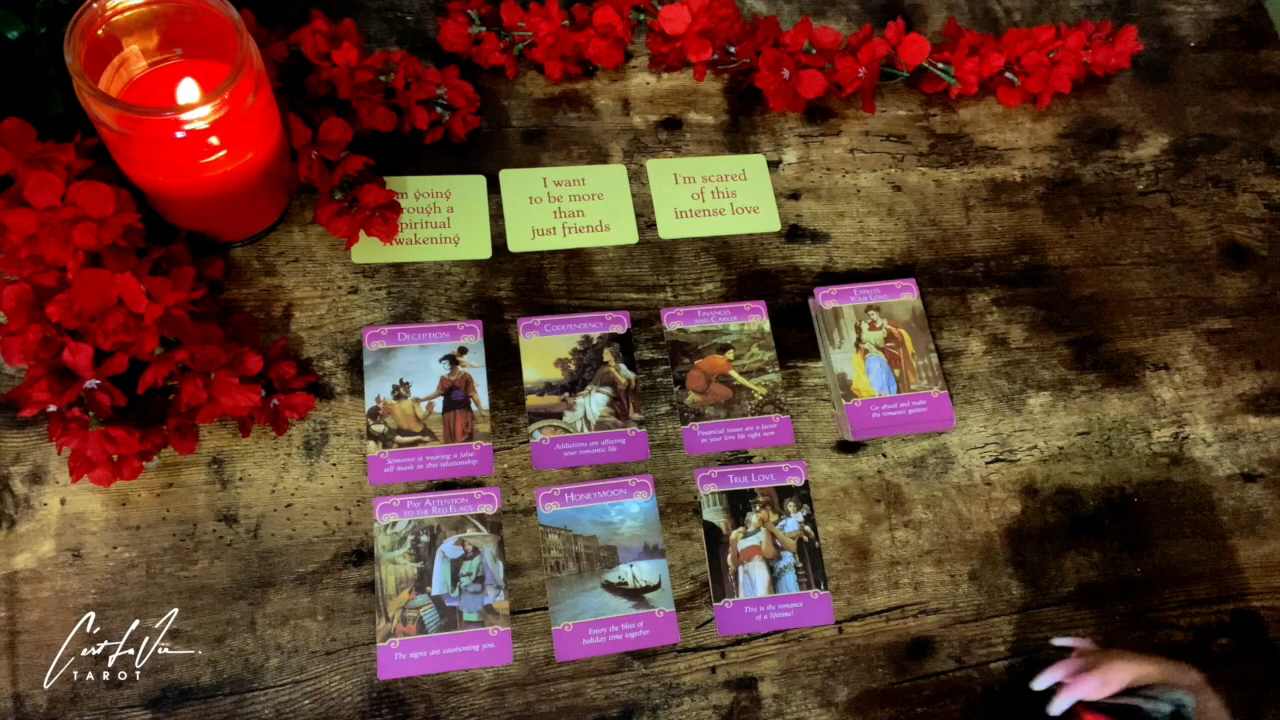 I want
to be more
than
just friends
I'm scared
of this
intense love
going
through a
Spiritual
Awakening
DECEPTION
Someone is wearing a false
self mask in this relationship.
CODEPENDENCY
Addictions are affecting
your romantic life.
FINANCES
AND CAREER
Financial issues are a factor
in your love life right now
EXPRESS
YOUR LOVE
Go ahead and make
the romantic gesture
PAY ATTENTION
TO THE RED FLAGS
The signs are cautioning you.
HONEYMOON
Enjoy the bliss of
holiday time together.
TRUE LOVE
This is the romance
of a lifetime!
C'est La Vie
TAROT